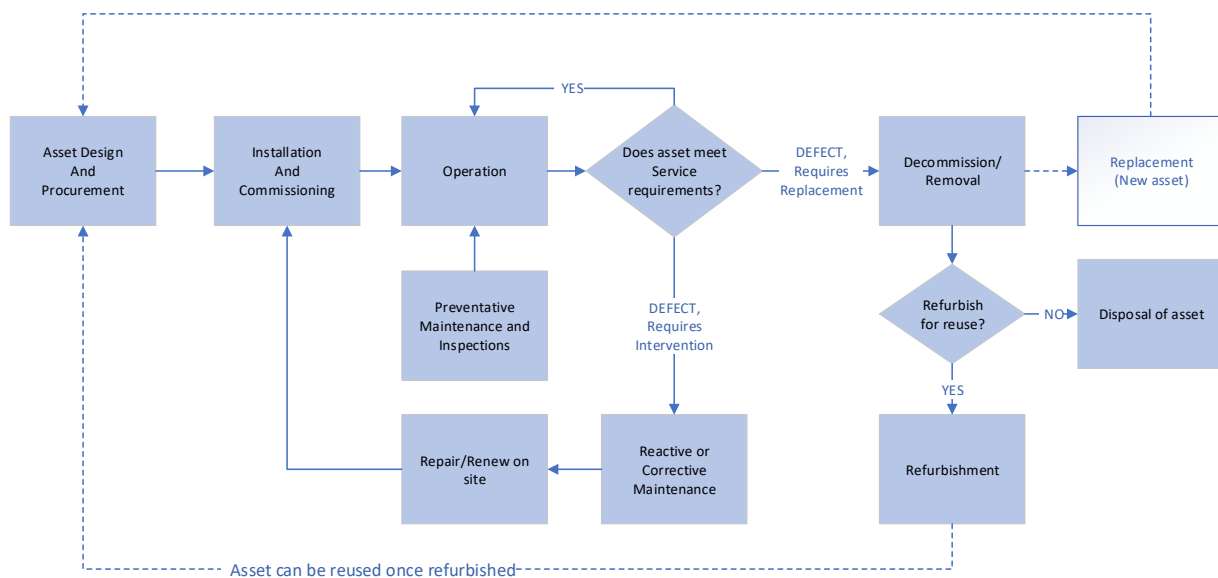 YES
Asset Design
And
Procurement
Installation
And
Commissioning
Operation
Does asset meet
Service
requirements?
DEFECT,
Requires
Replacement
Decommission/
Removal
Replacement
(New asset)
Preventative
Maintenance and
Inspections
DEFECT,
Requires
Intervention
Refurbish
for reuse?
NO
Disposal of asset
YES
Repair/Renew on
site
Reactive or
Corrective
Maintenance
Refurbishment
Asset can be reused once refurbished